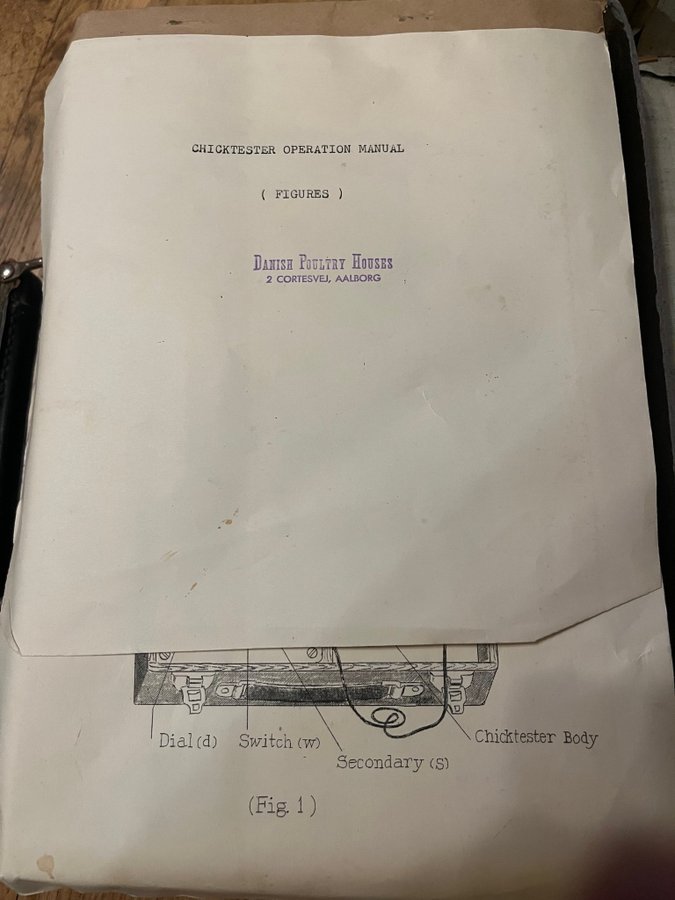 CHICKTESTER OPERATION MANUAL
( FIGURES )
DANISH POULTRY HOUSES
2 CORTESVEJ, AALBORG
Dial(d) Switch(w) Chicktester Body
Secondary(S)
(Fig. 1)